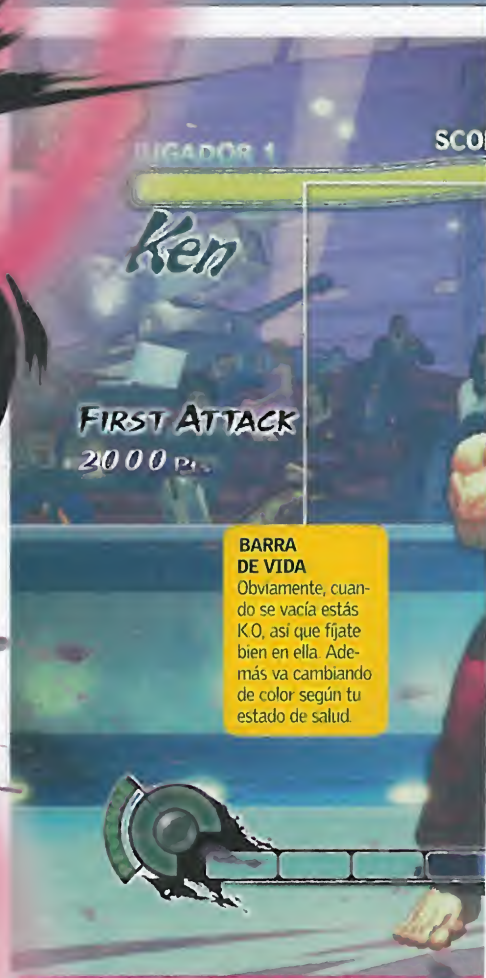 JUGADOR 1
SCO
Ken
FIRST ATTACK
2000 Pts
BARRA
DE VIDA
Obviamente, cuan-
do se vacía estás
K.O, así que fíjate
bien en ella. Ade-
más va cambiando
de color según tu
estado de salud.